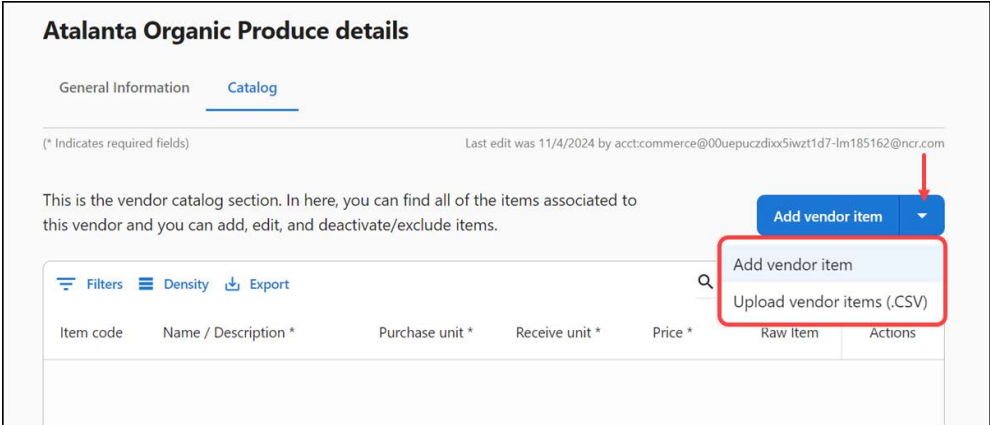 Atalanta Organic Produce details
General Information Catalog
(* Indicates required fields) Last edit was 11/4/2024 by acct:commerce@00uepuczdixx5iwzt1d7-lm185162@ncr.com
This is the vendor catalog section. In here, you can find all of the items associated to
this vendor and you can add, edit, and deactivate/exclude items.
Add vendor item
Add vendor item
Upload vendor items (.CSV)
Filters Density Export
Item code Name / Description * Purchase unit * Receive unit * Price * Raw Item Actions